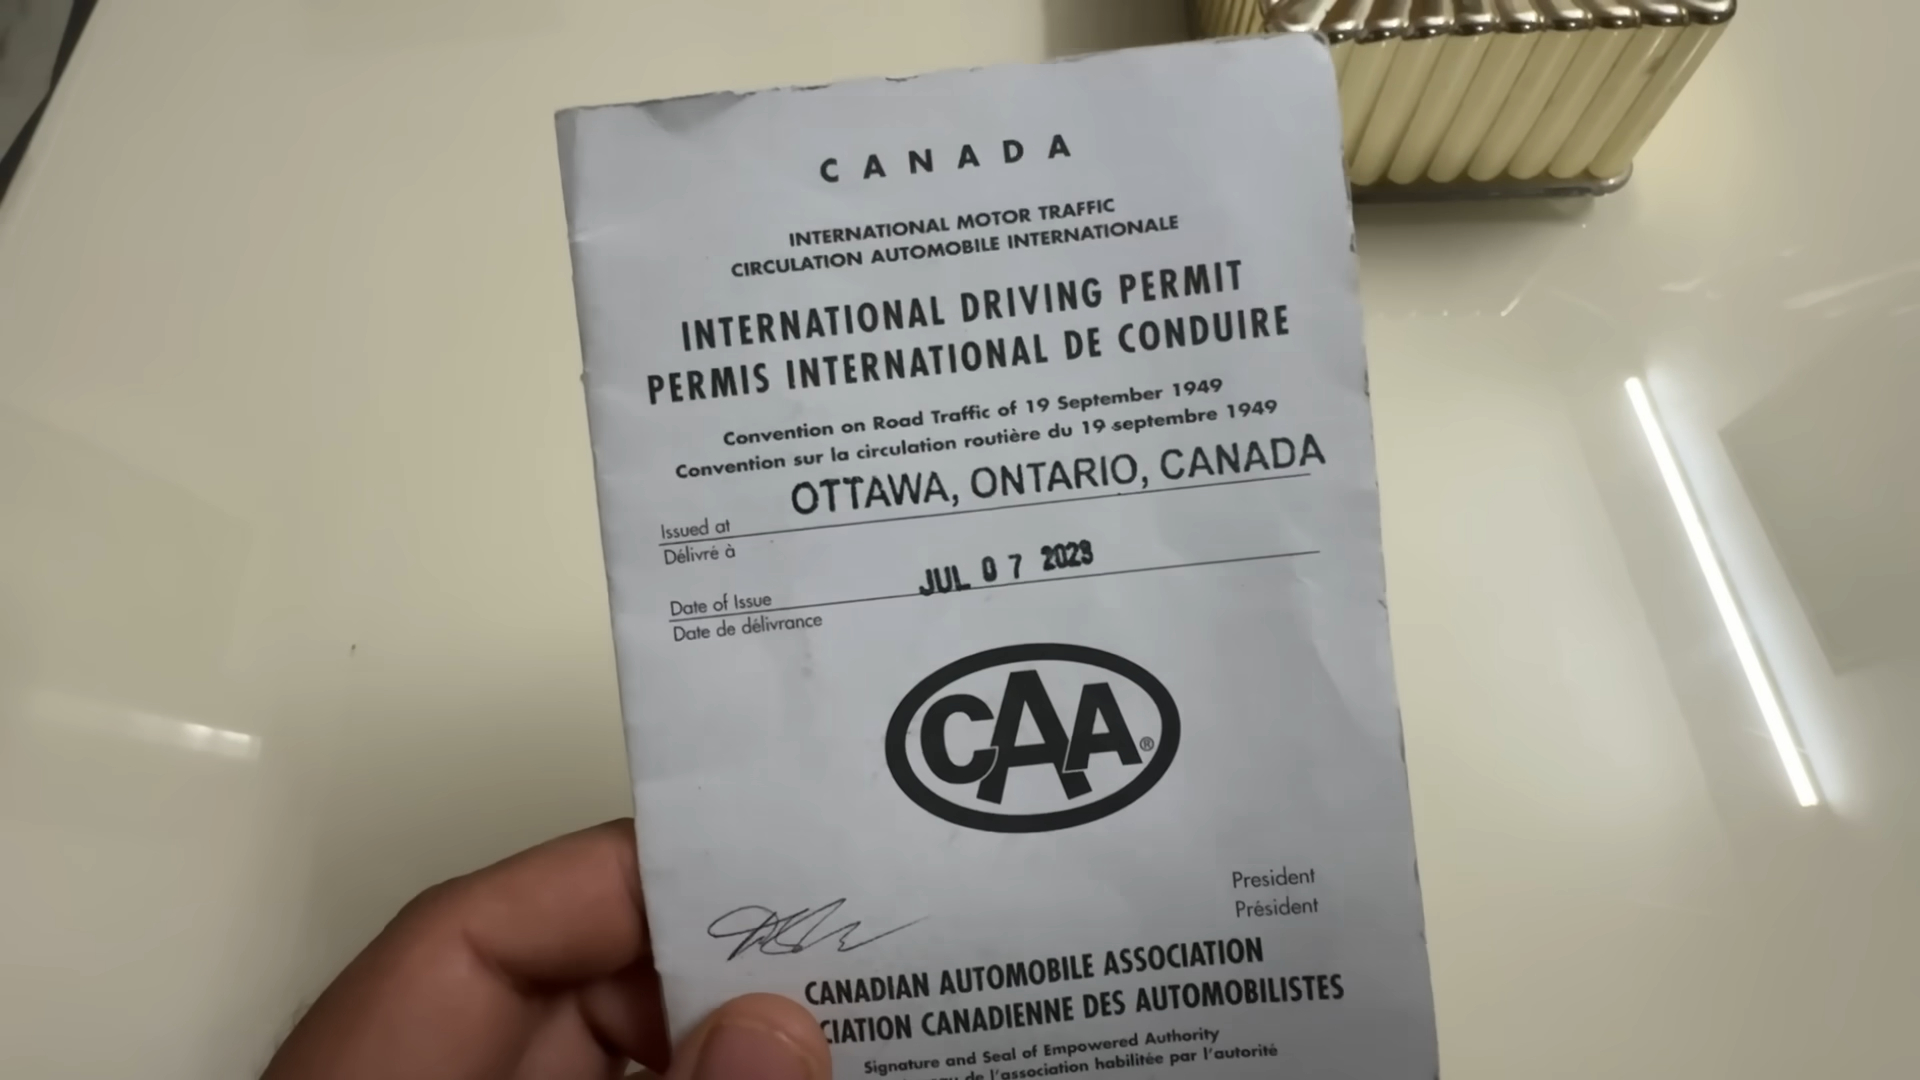 CANADA
INTERNATIONAL MOTOR TRAFFIC
CIRCULATION AUTOMOBILE INTERNATIONALE
INTERNATIONAL DRIVING PERMIT
PERMIS INTERNATIONAL DE CONDUIRE
Convention on Road Traffic of 19 September 1949
Convention sur la circulation routière du 19 septembre 1949
OTTAWA, ONTARIO, CANADA
Issued at
Délivré à
JUL 07 2023
Date of Issue
Date de délivrance
CAA®
President
Président
CANADIAN AUTOMOBILE ASSOCIATION
CIATION CANADIENNE DES AUTOMOBILISTES
Signature and Seal of Empowered Authority
de l'association habilitée par l'autorité